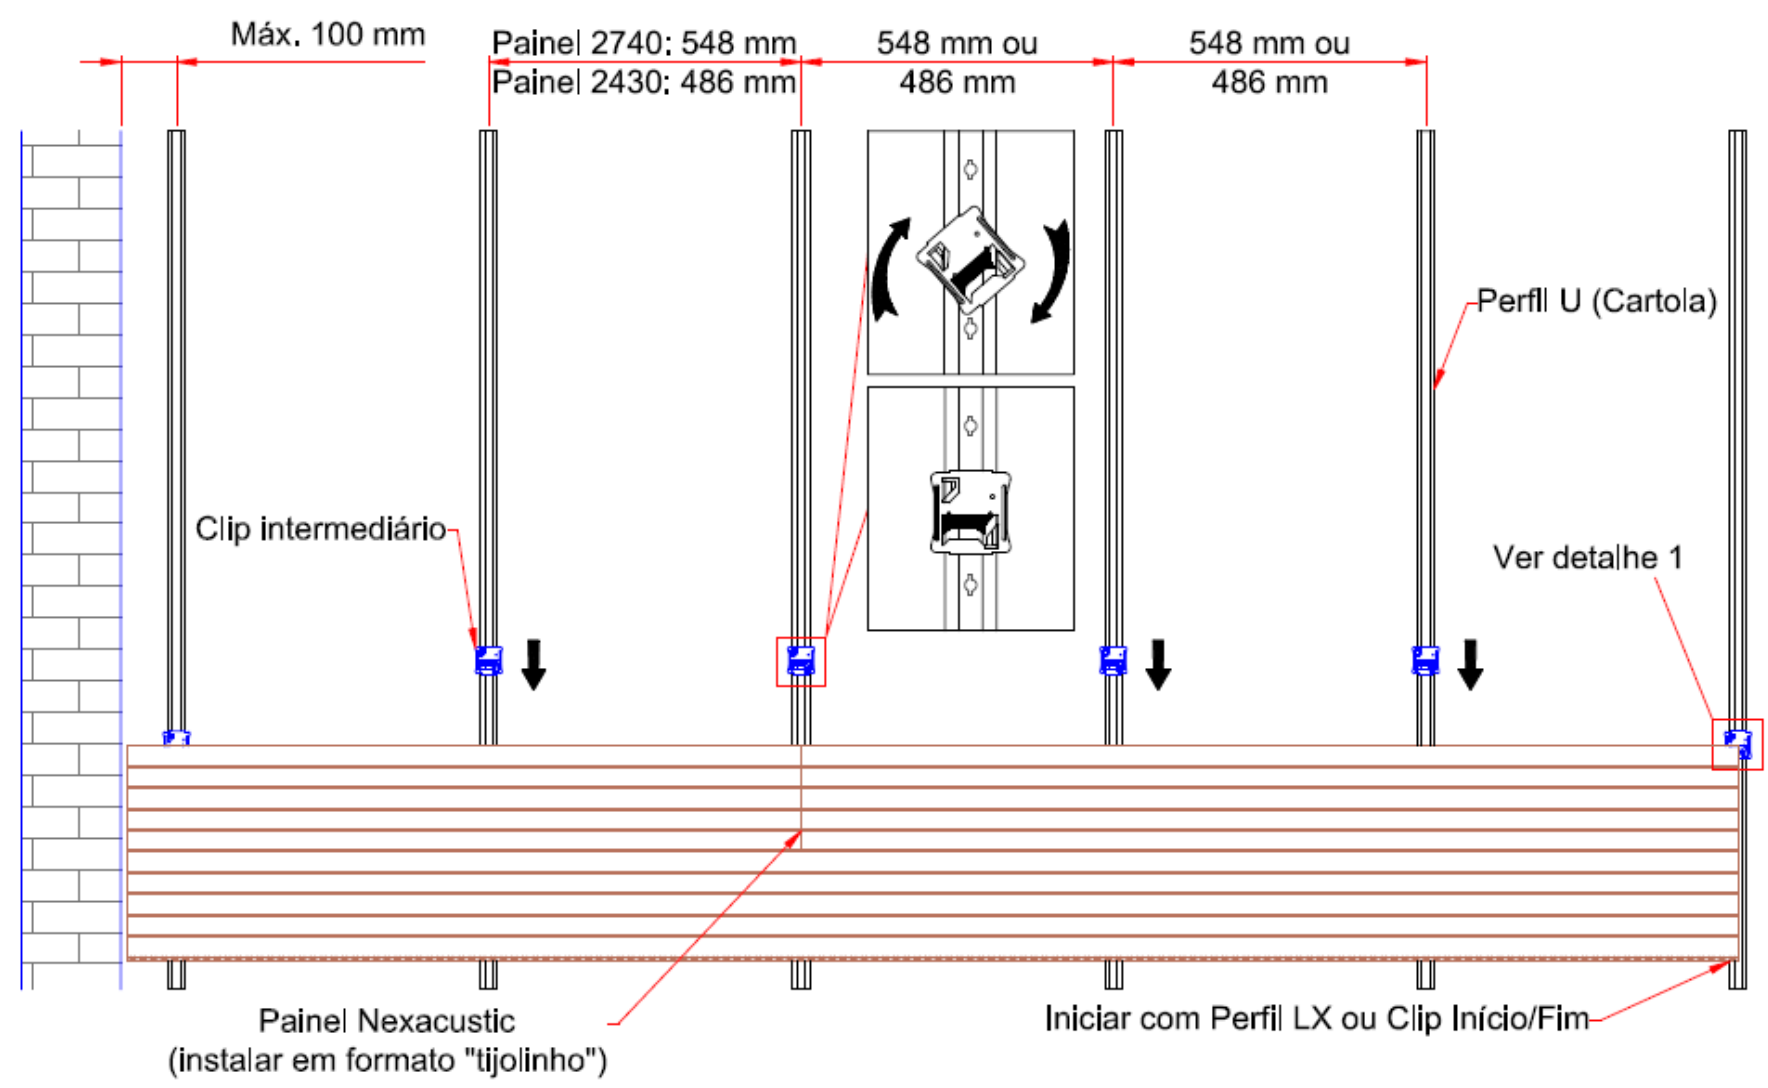 Máx. 100 mm
Painel 2740: 548 mm
Painel 2430: 486 mm
548 mm ou
486 mm
548 mm ou
486 mm
Perfil U (Cartola)
Clip intermediário
Ver detalhe 1
Painel Nexacustic
(instalar em formato "tijolinho")
Iniciar com Perfil LX ou Clip Início/Fim